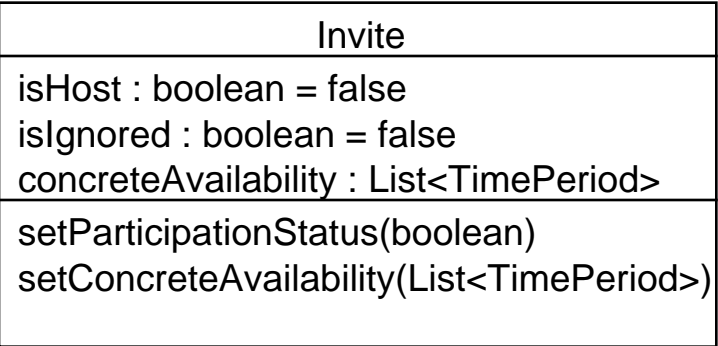 Invite
isHost : boolean = false
isIgnored : boolean = false
concreteAvailability : List<TimePeriod>
setParticipationStatus(boolean)
setConcreteAvailability(List<TimePeriod>)